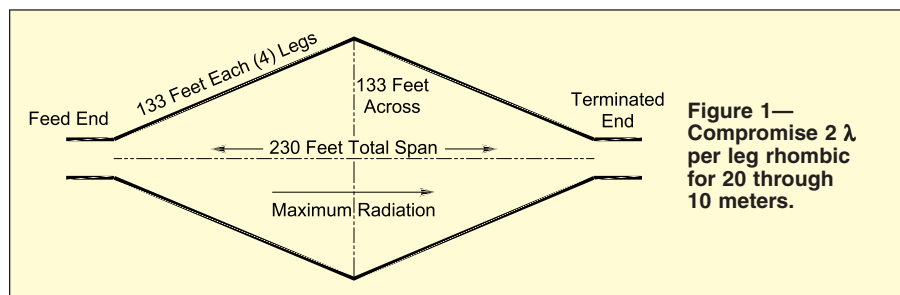 133 Feet Each (4) Legs
Feed End
133 Feet
Across
Terminated
End
230 Feet Total Span
Maximum Radiation
Figure 1—
Compromise 2 λ
per leg rhombic
for 20 through
10 meters.